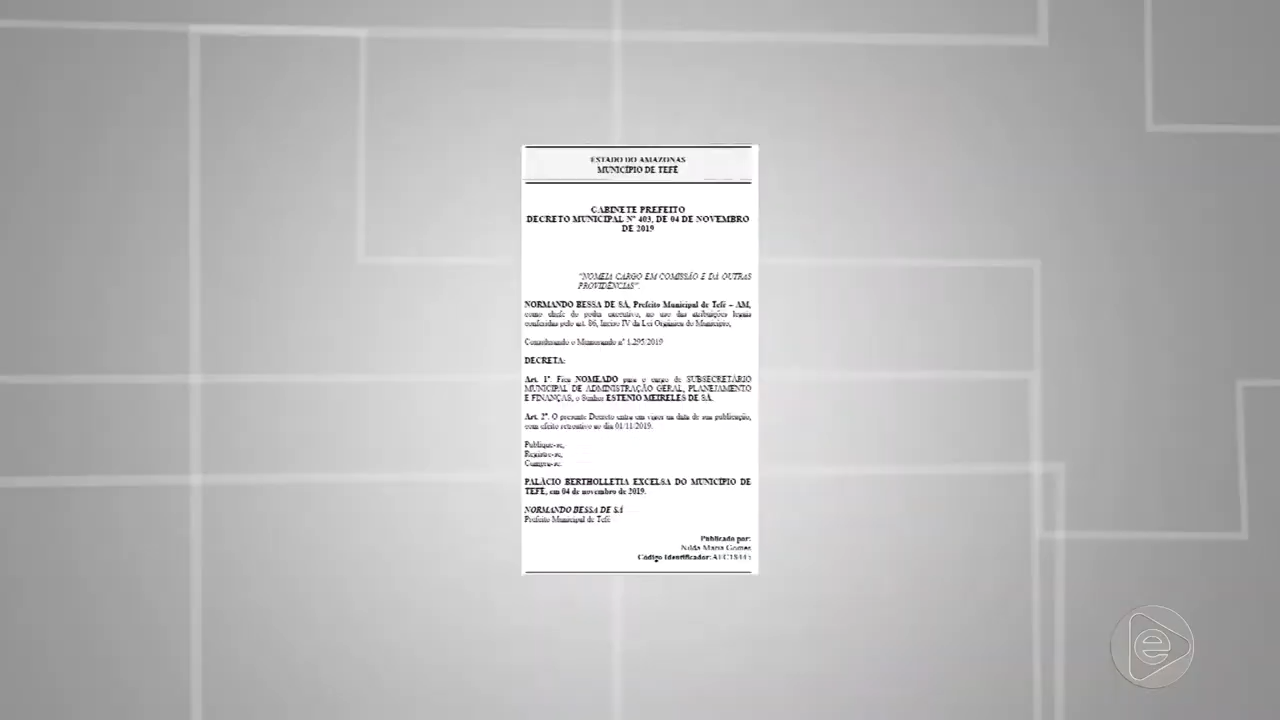 ESTADO DO AMAZONAS
MUNICÍPIO DE TEFÉ
GABINETE PREFEITO
DECRETO MUNICIPAL Nº 403, DE 04 DE NOVEMBRO
DE 2019
"NOMEIA CARGO EM COMISSÃO E DÁ OUTRAS
PROVIDÊNCIAS".
NORMANDO BESSA DE SÁ, Prefeito Municipal de Tefé – AM,
como chefe do poder executivo, no uso das atribuições legais
conferidas pelo art. 86, Inciso IV da Lei Orgânica do Município,
Considerando o Memorando nº 1.295/2019
DECRETA:
Art. 1º. Fica NOMEADO para o cargo de SUBSECRETÁRIO
MUNICIPAL DE ADMINISTRAÇÃO GERAL, PLANEJAMENTO
E FINANÇAS, o Senhor ESTENIO MEIRELES DE SÁ.
Art. 2º. O presente Decreto entra em vigor na data de sua publicação,
com efeito retroativo ao dia 01/11/2019.
Publique-se,
Registre-se,
Cumpra-se.
PALÁCIO BERTHOLLETIA EXCELSA DO MUNICÍPIO DE
TEFÉ, em 04 de novembro de 2019.
NORMANDO BESSA DE SÁ
Prefeito Municipal de Tefé
Publicado por:
Nilda Maria Gomes
Código Identificador:
e